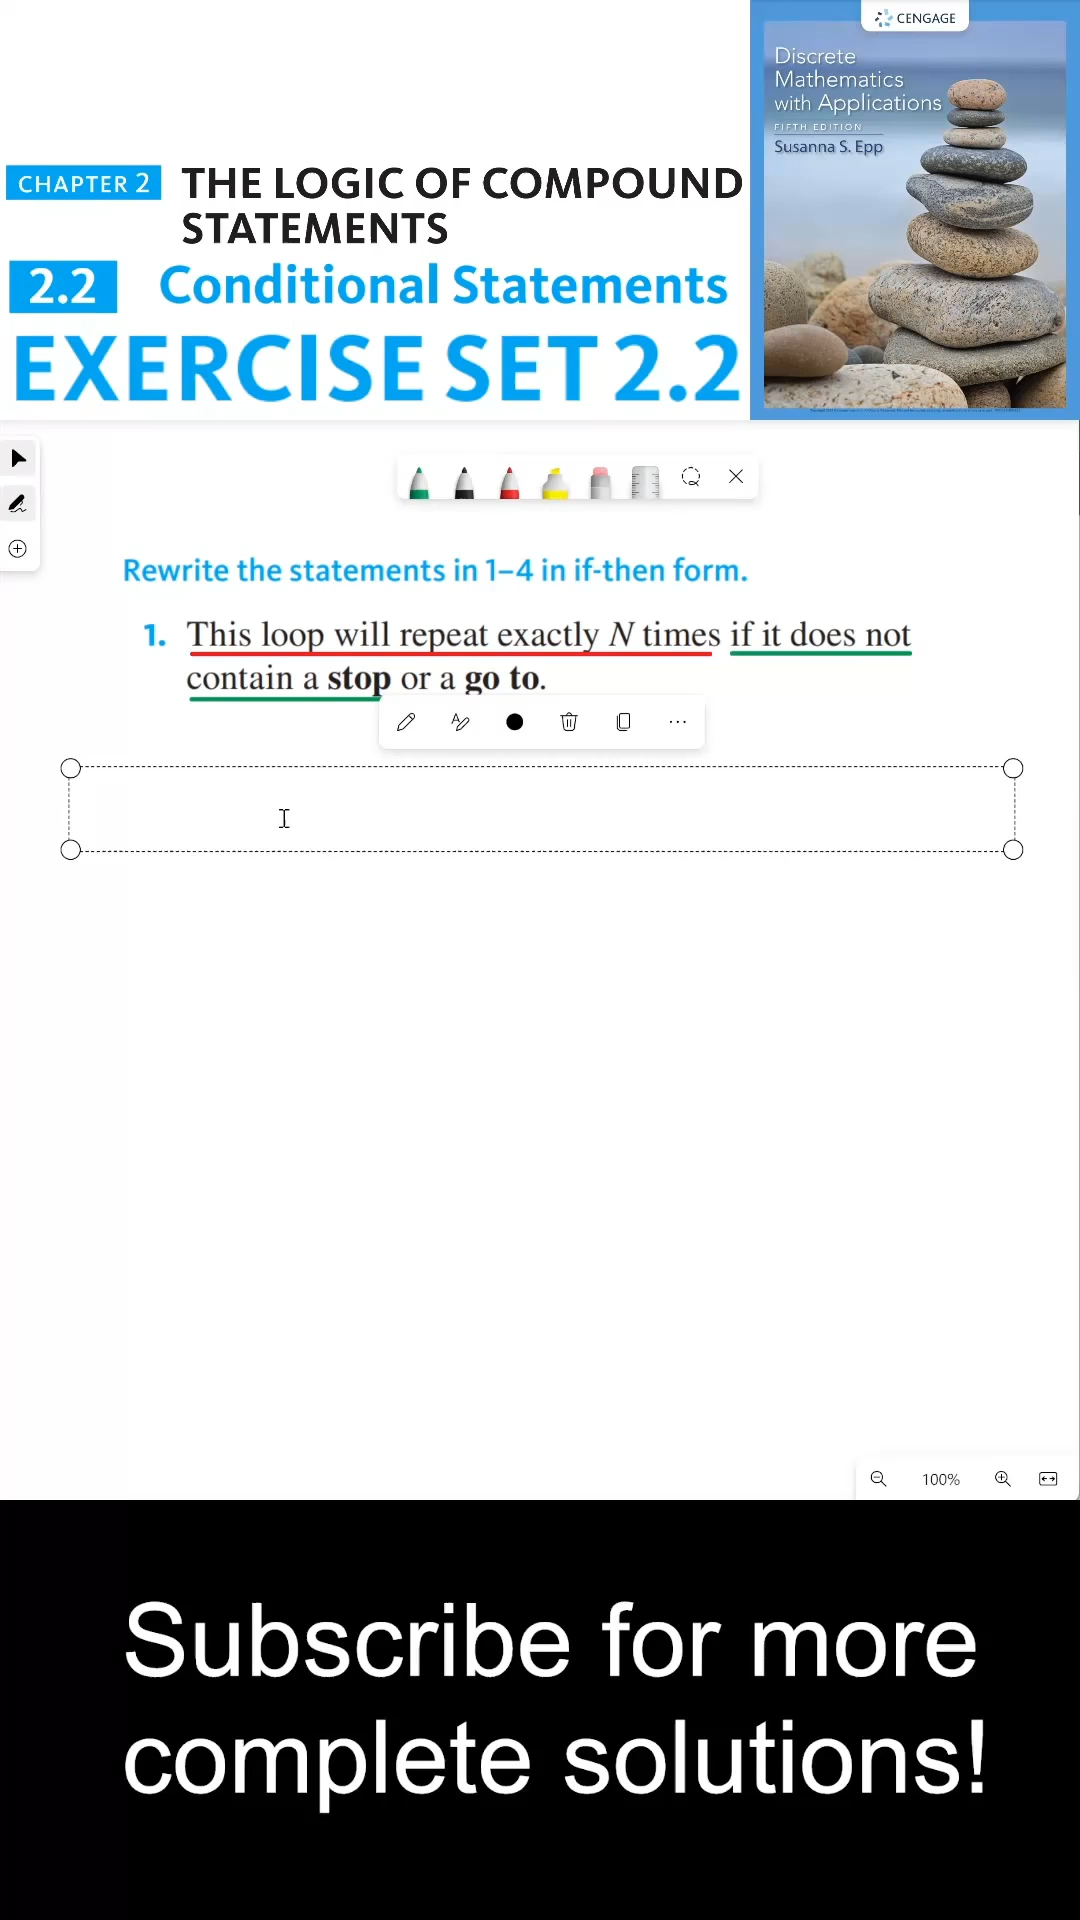 CENGAGE
Discrete
Mathematics
with Applications
FIFTH EDITION
Susanna S. Epp
CHAPTER 2 THE LOGIC OF COMPOUND
STATEMENTS
2.2 Conditional Statements
EXERCISE SET 2.2
Rewrite the statements in 1–4 in if-then form.
1. This loop will repeat exactly N times if it does not
contain a stop or a go to.
100%
Subscribe for more
complete solutions!